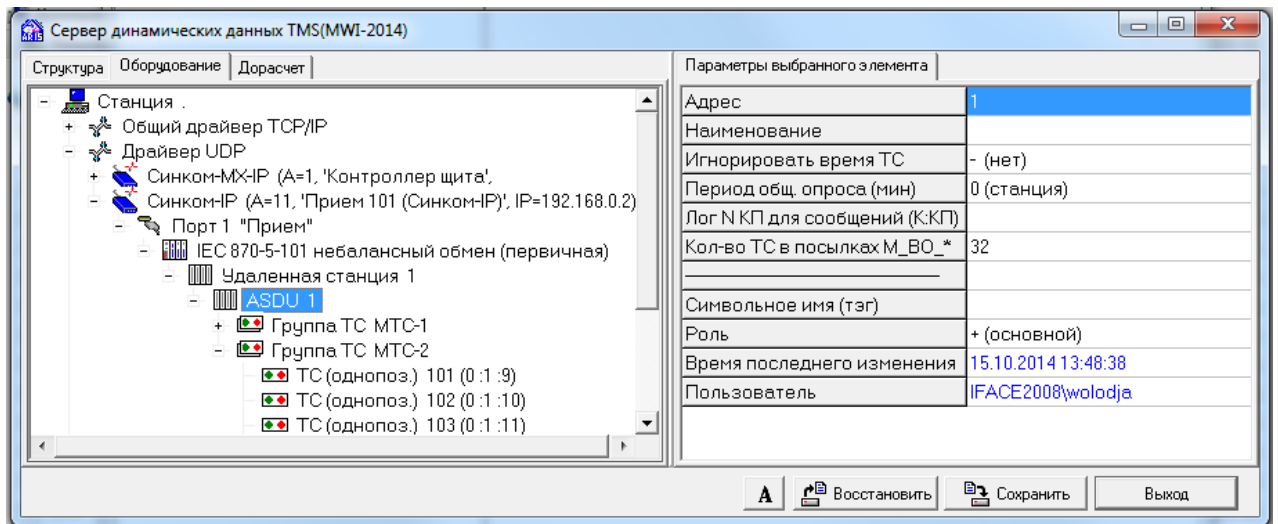 Сервер динамических данных TMS(MWI-2014)
Структура Оборудование Дорасчет
Станция .
Общий драйвер TCP/IP
Драйвер UDP
Синком-MX-IP (A=1, 'Контроллер щита',
Синком-IP (A=11, 'Прием 101 (Синком-IP)', IP=192.168.0.2)
Порт 1 "Прием"
IEC 870-5-101 небалансный обмен (первичная)
Удаленная станция 1
ASDU 1
Группа ТС МТС-1
Группа ТС МТС-2
ТС (однопоз.) 101 (0 :1 :9)
ТС (однопоз.) 102 (0 :1 :10)
ТС (однопоз.) 103 (0 :1 :11)
Параметры выбранного элемента
Адрес 1
Наименование
Игнорировать время ТС - (нет)
Период общ. опроса (мин) 0 (станция)
Лог N КП для сообщений (К:КП)
Кол-во ТС в посылках M_BO_* 32
Символьное имя (тэг)
Роль + (основной)
Время последнего изменения 15.10.2014 13:48:38
Пользователь IFACE2008\wolodja
A Восстановить Сохранить Выход